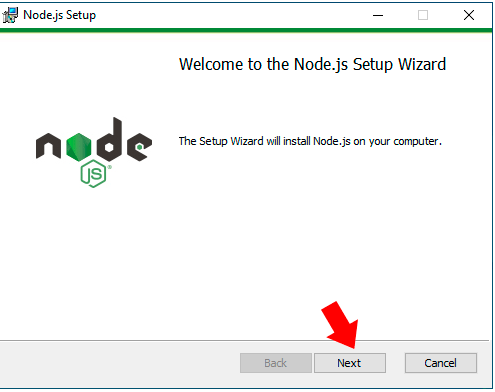 Node.js Setup
Welcome to the Node.js Setup Wizard
The Setup Wizard will install Node.js on your computer.
node
JS
Back
Next
Cancel